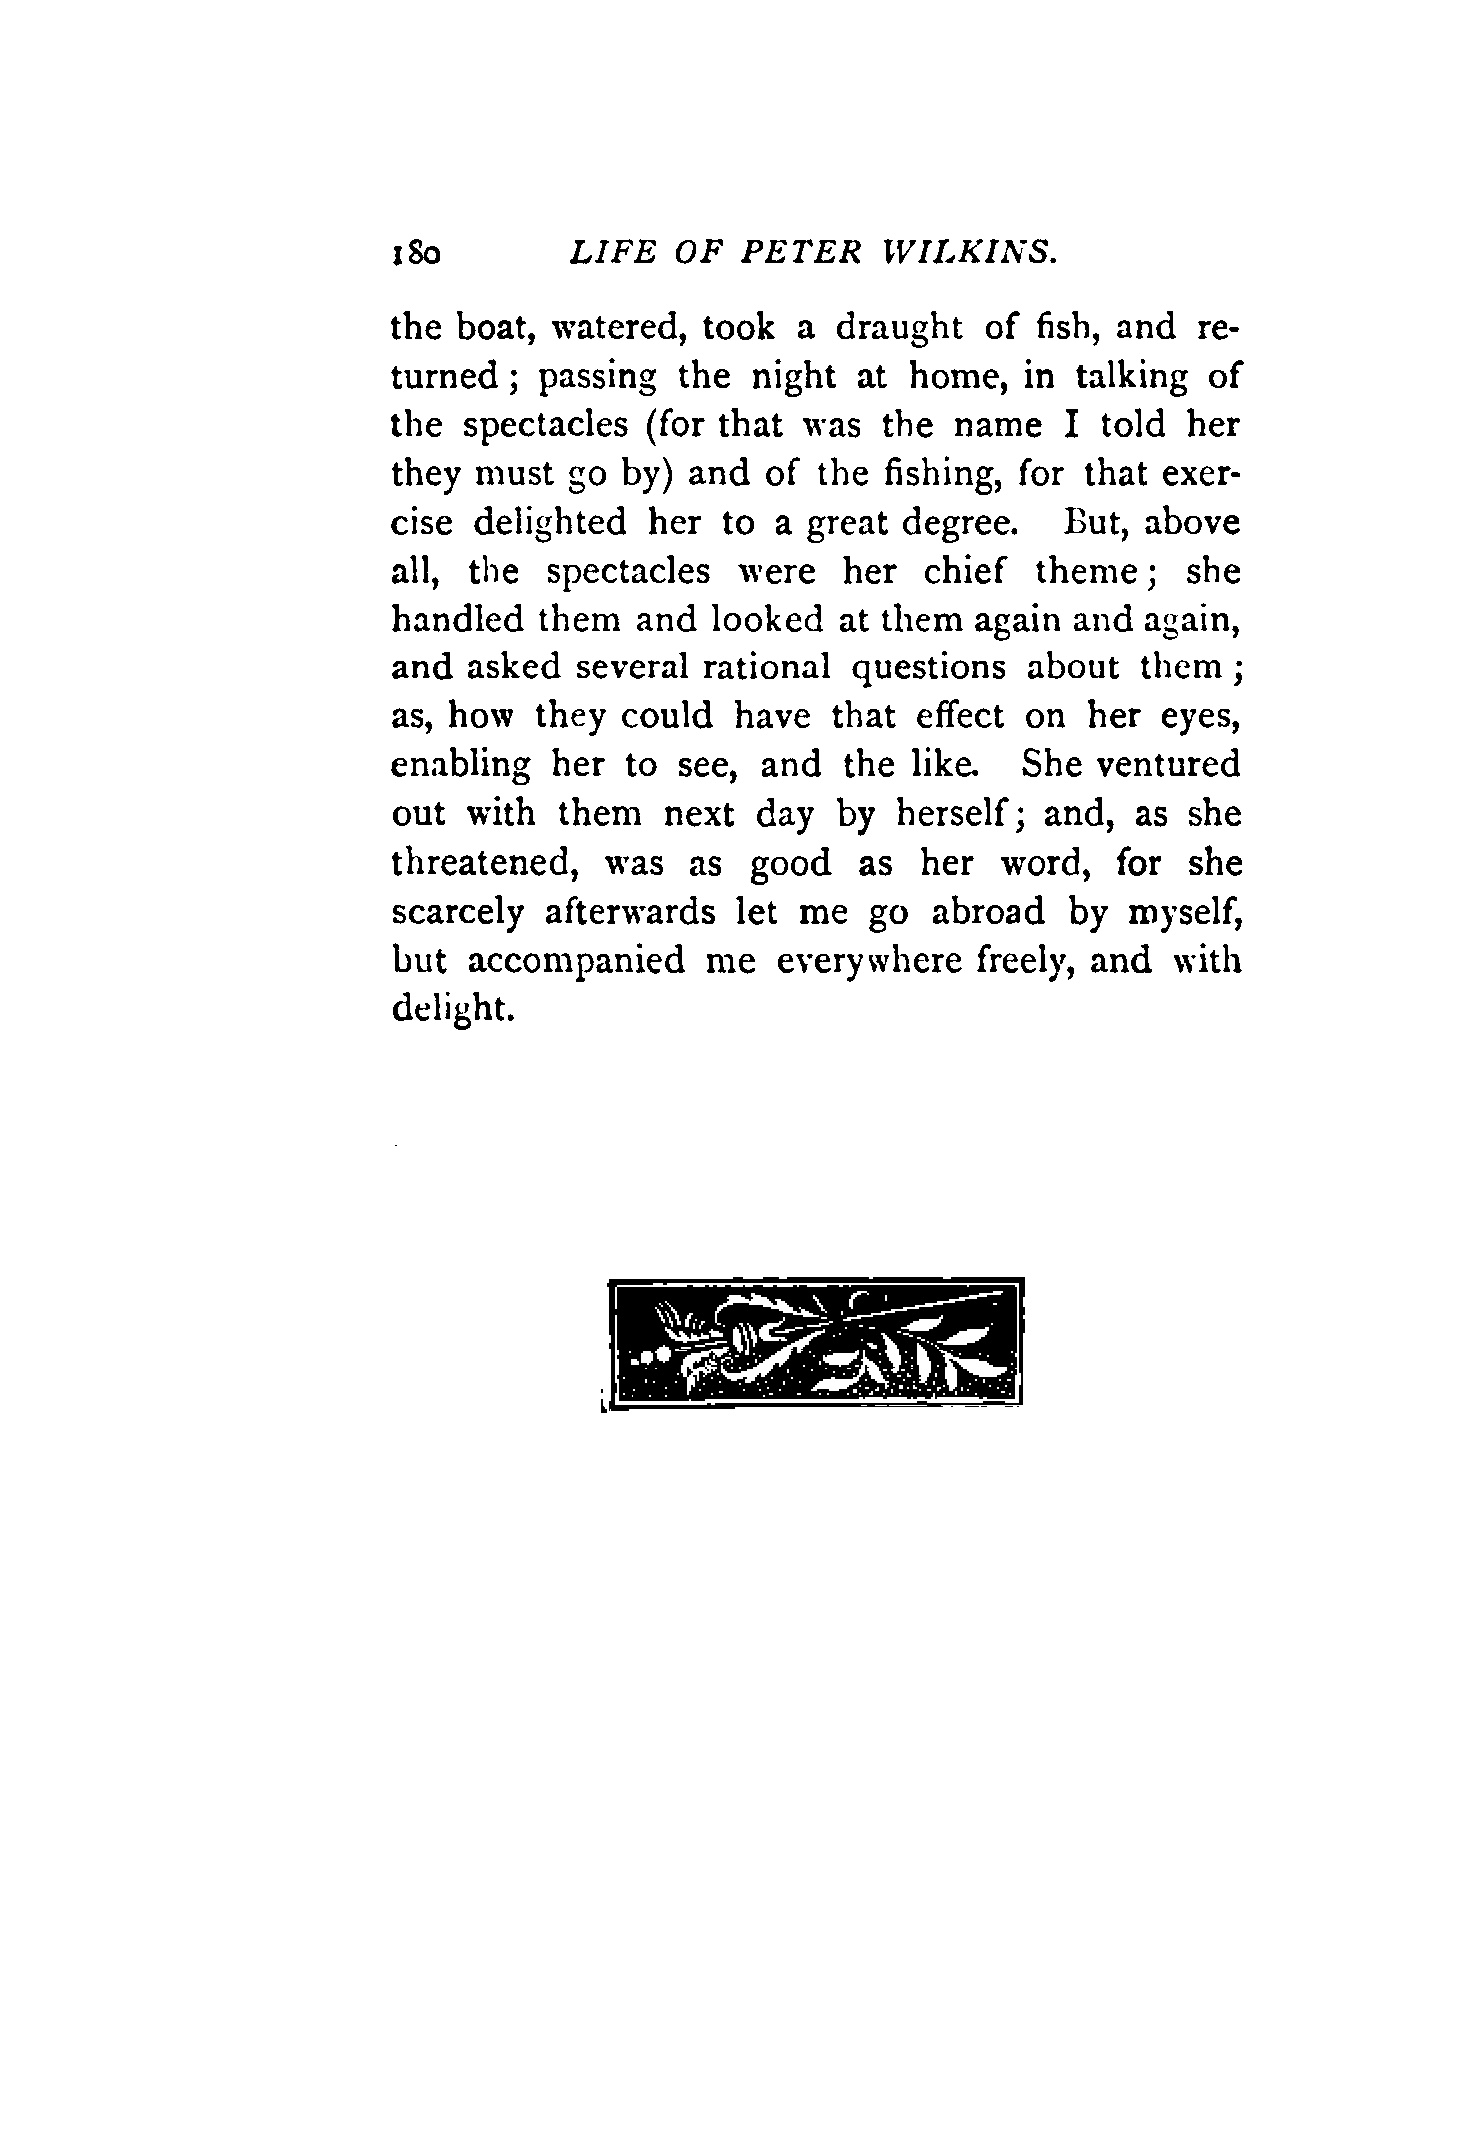 180 LIFE OF PETER WILKINS.
the boat, watered, took a draught of fish, and re-
turned ; passing the night at home, in talking of
the spectacles (for that was the name I told her
they must go by) and of the fishing, for that exer-
cise delighted her to a great degree. But, above
all, the spectacles were her chief theme ; she
handled them and looked at them again and again,
and asked several rational questions about them ;
as, how they could have that effect on her eyes,
enabling her to see, and the like. She ventured
out with them next day by herself ; and, as she
threatened, was as good as her word, for she
scarcely afterwards let me go abroad by myself,
but accompanied me everywhere freely, and with
delight.